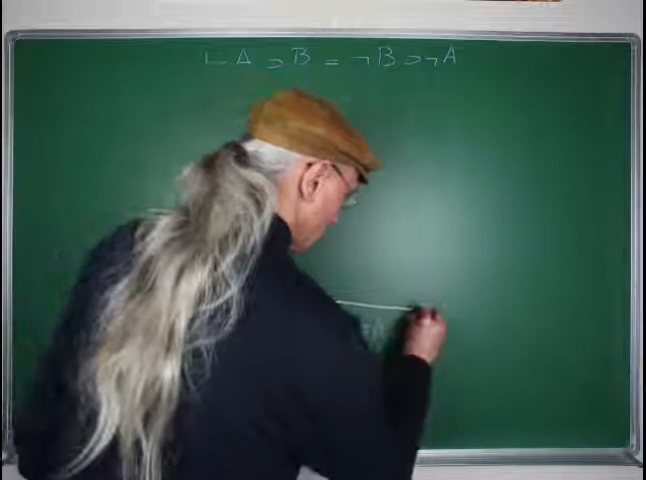 ⊢ A ⊃ B ≡ ¬B ⊃ ¬A